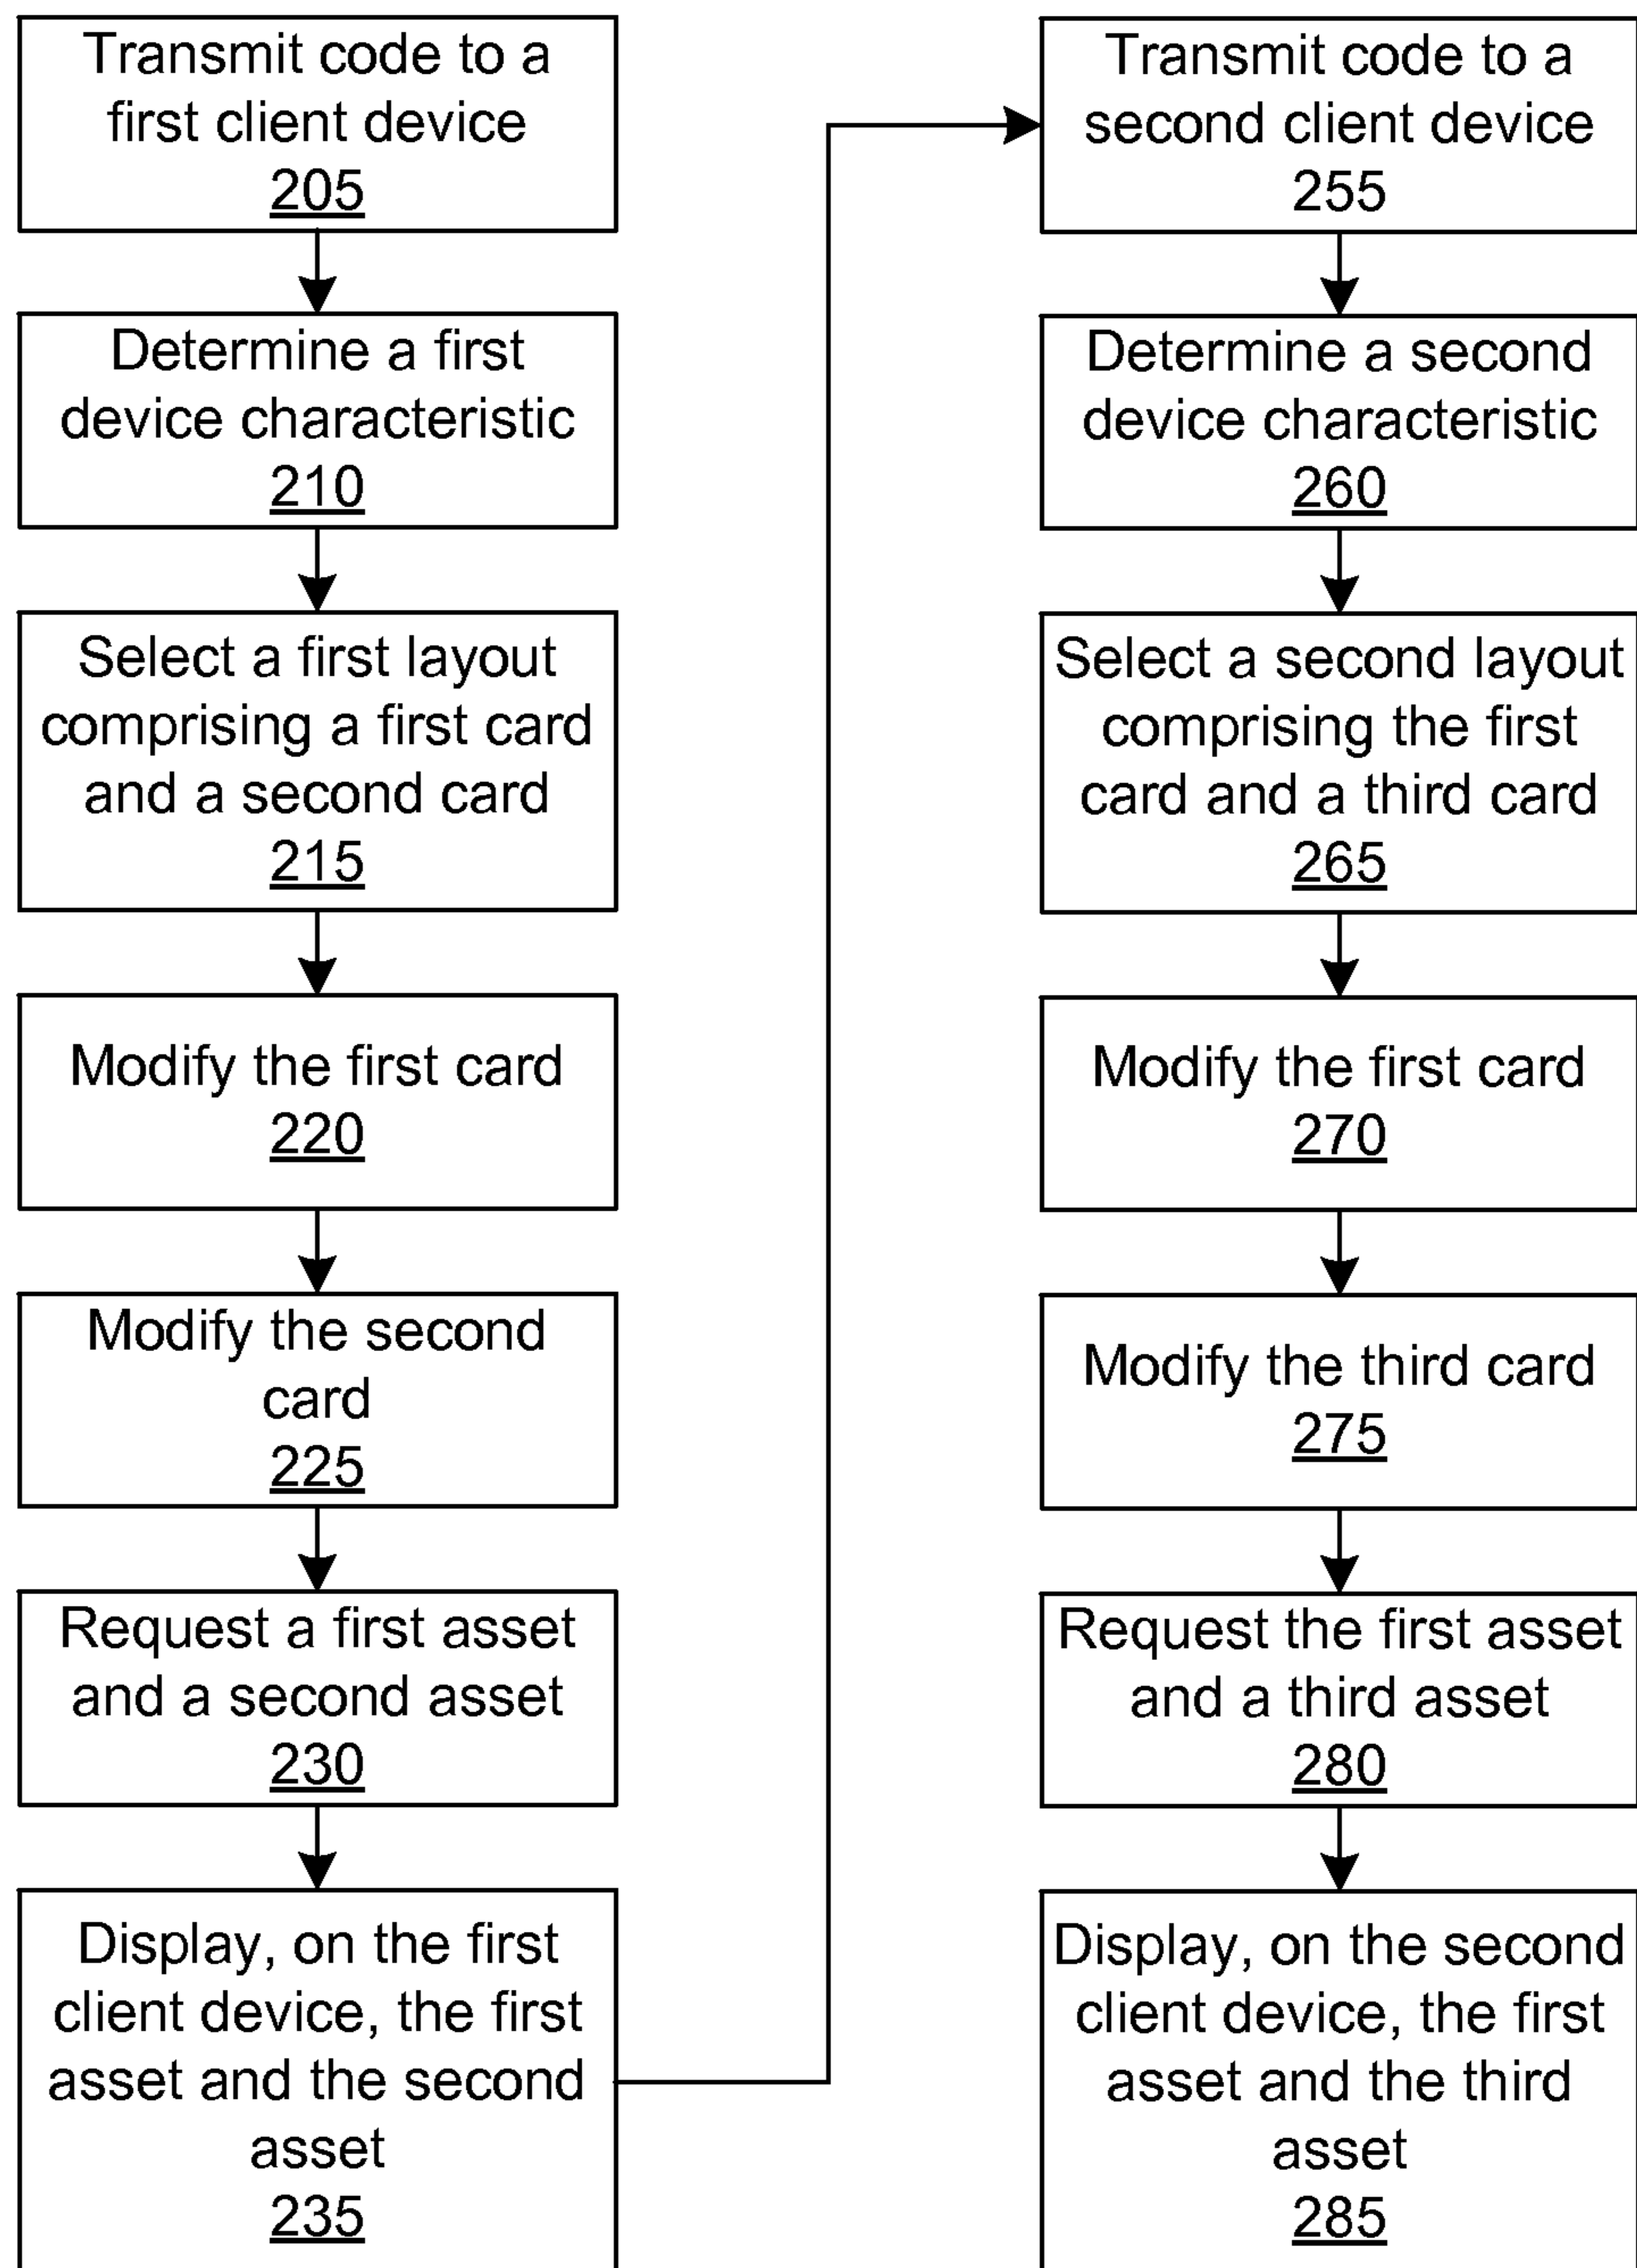 Transmit code to a
first client device
205
Determine a first
device characteristic
210
Select a first layout
comprising a first card
and a second card
215
Modify the first card
220
Modify the second
card
225
Request a first asset
and a second asset
230
Display, on the first
client device, the first
asset and the second
asset
235
Transmit code to a
second client device
255
Determine a second
device characteristic
260
Select a second layout
comprising the first
card and a third card
265
Modify the first card
270
Modify the third card
275
Request the first asset
and a third asset
280
Display, on the second
client device, the first
asset and the third
asset
285